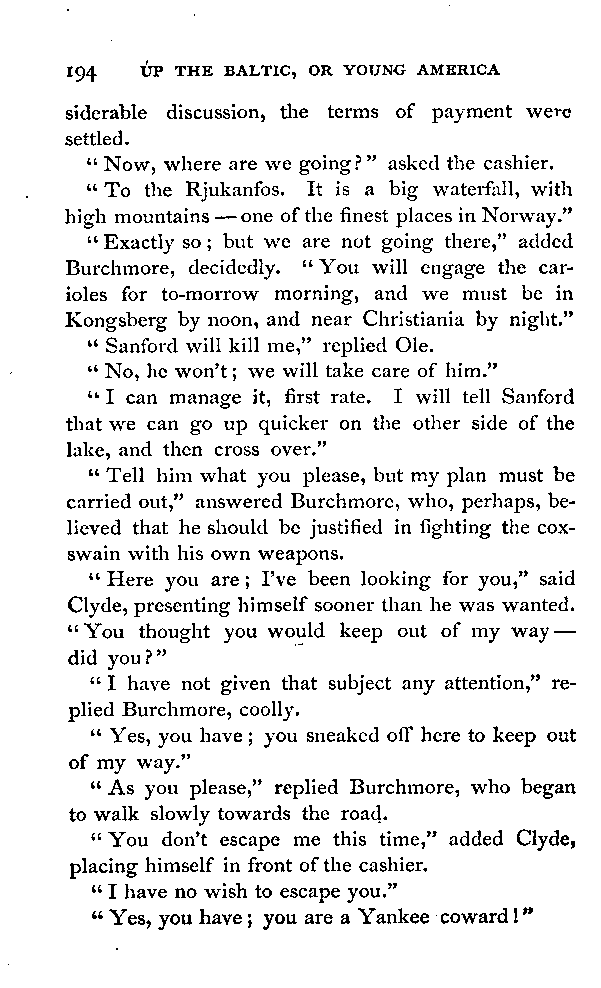 194 UP THE BALTIC, OR YOUNG AMERICA
siderable discussion, the terms of payment were
settled.
“Now, where are we going?” asked the cashier.
“To the Rjukanfos. It is a big waterfall, with
high mountains — one of the finest places in Norway.”
“Exactly so; but we are not going there,” added
Burchmore, decidedly. “You will engage the car-
ioles for to-morrow morning, and we must be in
Kongsberg by noon, and near Christiania by night.”
“Sanford will kill me,” replied Ole.
“No, he won't; we will take care of him.”
“I can manage it, first rate. I will tell Sanford
that we can go up quicker on the other side of the
lake, and then cross over.”
“Tell him what you please, but my plan must be
carried out,” answered Burchmore, who, perhaps, be-
lieved that he should be justified in fighting the cox-
swain with his own weapons.
“Here you are; I've been looking for you,” said
Clyde, presenting himself sooner than he was wanted.
“You thought you would keep out of my way —
did you?”
“I have not given that subject any attention,” re-
plied Burchmore, coolly.
“Yes, you have; you sneaked off here to keep out
of my way.”
“As you please,” replied Burchmore, who began
to walk slowly towards the road.
“You don't escape me this time,” added Clyde,
placing himself in front of the cashier.
“I have no wish to escape you.”
“Yes, you have; you are a Yankee coward!”